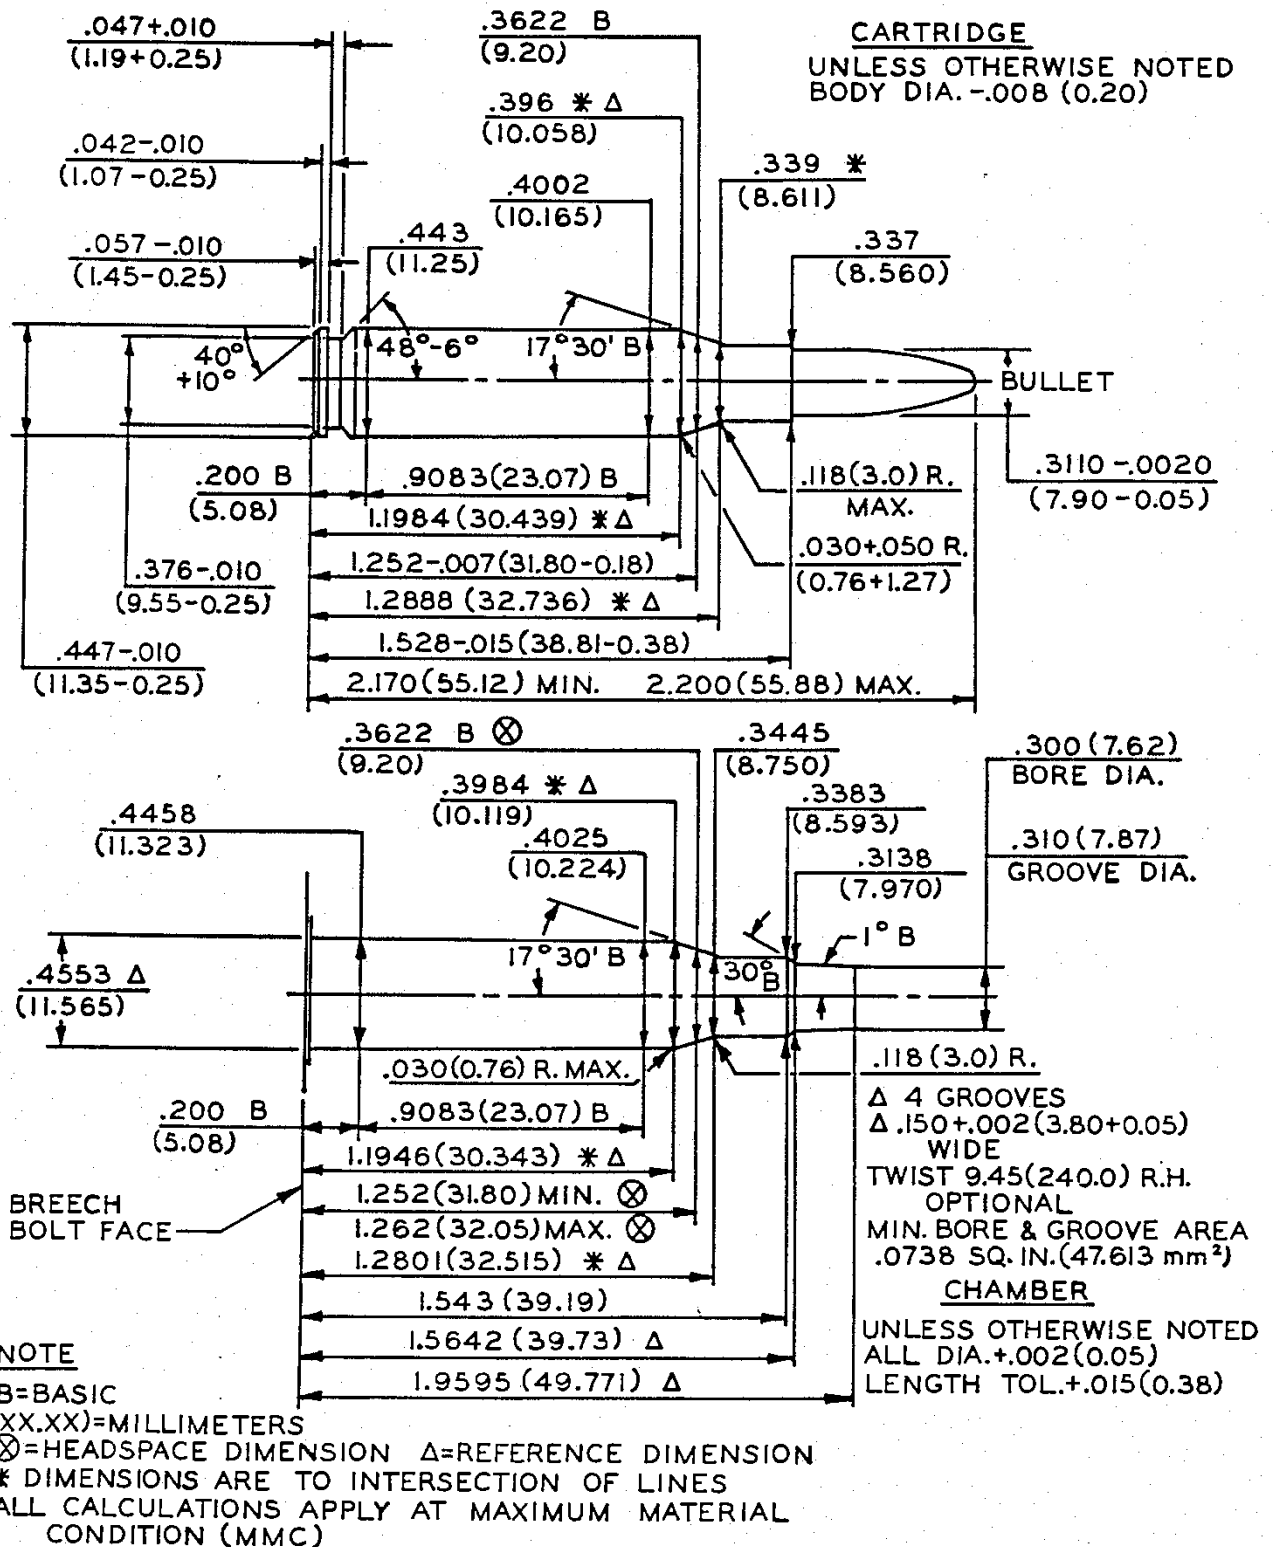 .047+.010
(1.19+0.25)
.3622 B
(9.20)
CARTRIDGE
UNLESS OTHERWISE NOTED
BODY DIA.-.008 (0.20)
.396 * Δ
(10.058)
.042-.010
(1.07-0.25)
.339 *
(8.611)
.4002
(10.165)
.057-.010
(1.45-0.25)
.443
(11.25)
.337
(8.560)
40°
+10°
48°-6°
17°30' B
BULLET
.200 B
(5.08)
.9083(23.07) B
.118(3.0) R.
MAX.
.3110-.0020
(7.90-0.05)
1.1984(30.439) * Δ
.030+.050 R.
(0.76+1.27)
.376-.010
(9.55-0.25)
1.252-.007(31.80-0.18)
1.2888 (32.736) * Δ
1.528-.015(38.81-0.38)
.447-.010
(11.35-0.25)
2.170(55.12) MIN. 2.200(55.88) MAX.
.3622 B ⊗
(9.20)
.3445
(8.750)
.300(7.62)
BORE DIA.
.3984 * Δ
(10.119)
.3383
(8.593)
.4458
(11.323)
.4025
(10.224)
.3138
(7.970)
.310(7.87)
GROOVE DIA.
17°30' B
30°
B
1° B
.4553 Δ
(11.565)
.030(0.76) R. MAX.
.118(3.0) R.
.200 B
(5.08)
.9083(23.07) B
Δ 4 GROOVES
Δ .150+.002(3.80+0.05)
WIDE
TWIST 9.45(240.0) R.H.
OPTIONAL
MIN. BORE & GROOVE AREA
.0738 SQ. IN.(47.613 mm²)
1.1946(30.343) * Δ
BREECH
BOLT FACE
1.252(31.80) MIN. ⊗
1.262(32.05) MAX. ⊗
1.2801(32.515) * Δ
1.543 (39.19)
1.5642 (39.73) Δ
1.9595 (49.771) Δ
CHAMBER
UNLESS OTHERWISE NOTED
ALL DIA.+.002(0.05)
LENGTH TOL.+.015(0.38)
NOTE
B=BASIC
XX.XX)=MILLIMETERS
⊗=HEADSPACE DIMENSION Δ=REFERENCE DIMENSION
* DIMENSIONS ARE TO INTERSECTION OF LINES
ALL CALCULATIONS APPLY AT MAXIMUM MATERIAL
CONDITION (MMC)